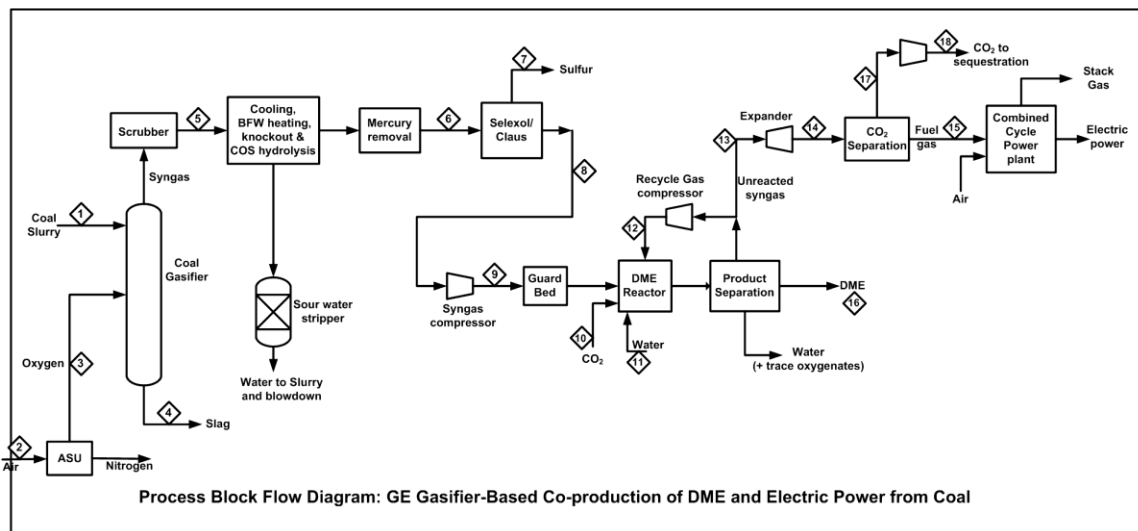 7
Sulfur
18
CO₂ to
sequestration
17
Stack
Gas
Scrubber
5
Cooling,
BFW heating,
knockout &
COS hydrolysis
Mercury
removal
6
Selexol/
Claus
8
Expander
13
14
CO₂
Separation
Fuel
gas
15
Combined
Cycle
Power
plant
Electric
power
Air
Syngas
Coal
Slurry
1
Coal
Gasifier
Recycle Gas
compressor
Unreacted
syngas
12
9
Syngas
compressor
Guard
Bed
DME
Reactor
Product
Separation
DME
16
10
CO₂
Water
11
Water
(+ trace oxygenates)
Sour water
stripper
Water to Slurry
and blowdown
Oxygen
3
4
Slag
2
Air
ASU
Nitrogen
Process Block Flow Diagram: GE Gasifier-Based Co-production of DME and Electric Power from Coal